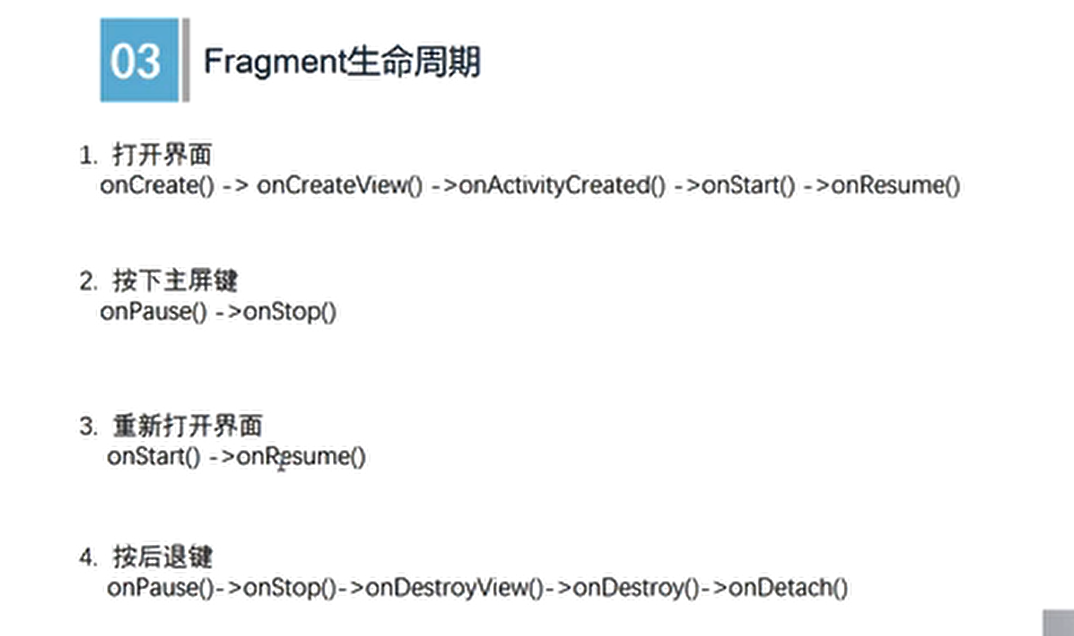 03 Fragment生命周期
1. 打开界面
onCreate() -> onCreateView() ->onActivityCreated() ->onStart() ->onResume()
2. 按下主屏键
onPause() ->onStop()
3. 重新打开界面
onStart() ->onResume()
4. 按后退键
onPause()->onStop()->onDestroyView()->onDestroy()->onDetach()